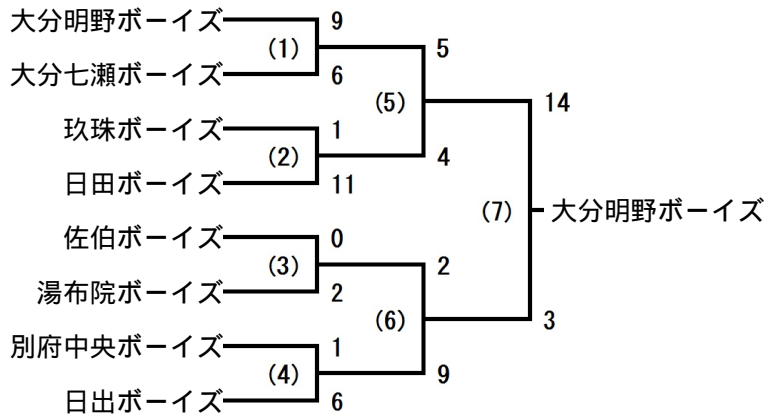 大分明野ボーイズ 9
(1) 5
大分七瀬ボーイズ 6
(5) 14
玖珠ボーイズ 1
(2) 4
日田ボーイズ 11
(7) 大分明野ボーイズ
佐伯ボーイズ 0
(3) 2
湯布院ボーイズ 2
(6) 3
別府中央ボーイズ 1
(4) 9
日出ボーイズ 6